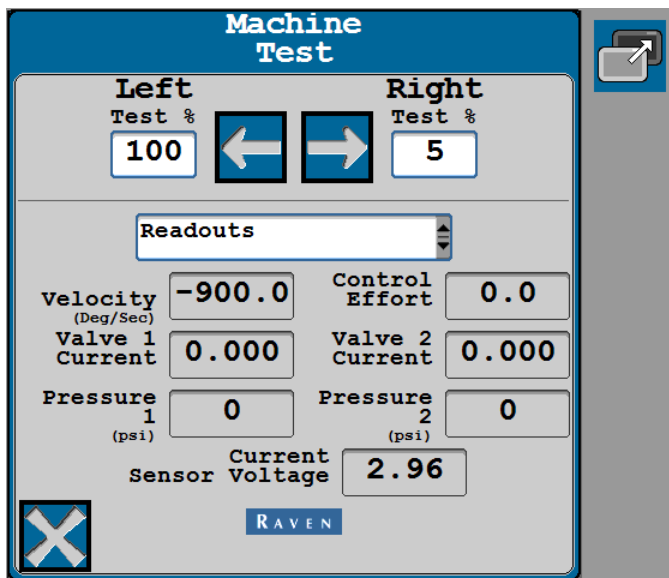 Machine
Test
Left
Right
Test %
Test %
100
5
Readouts
Velocity
(Deg/Sec)
-900.0
Control
Effort
0.0
Valve 1
Current
0.000
Valve 2
Current
0.000
Pressure
1
(psi)
0
Pressure
2
(psi)
0
Current
Sensor Voltage
2.96
RAVEN